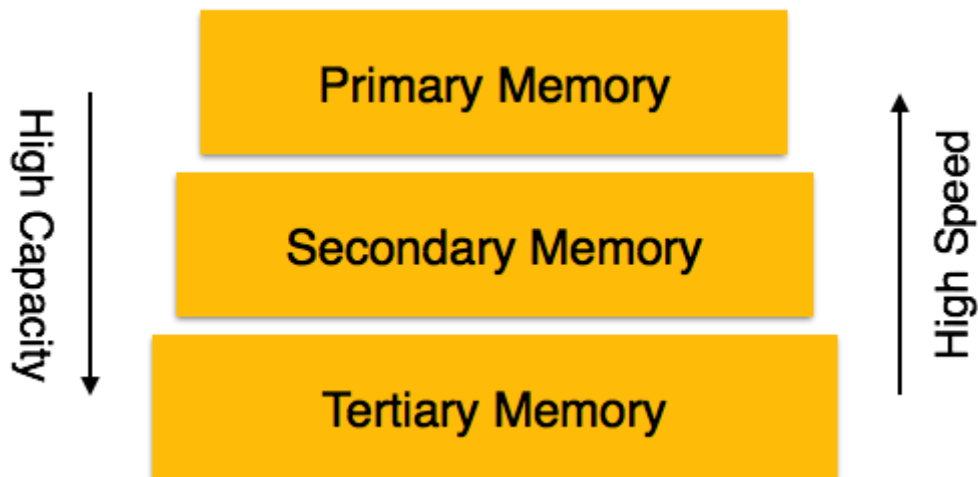 Primary Memory
High Capacity
High Speed
Secondary Memory
Tertiary Memory